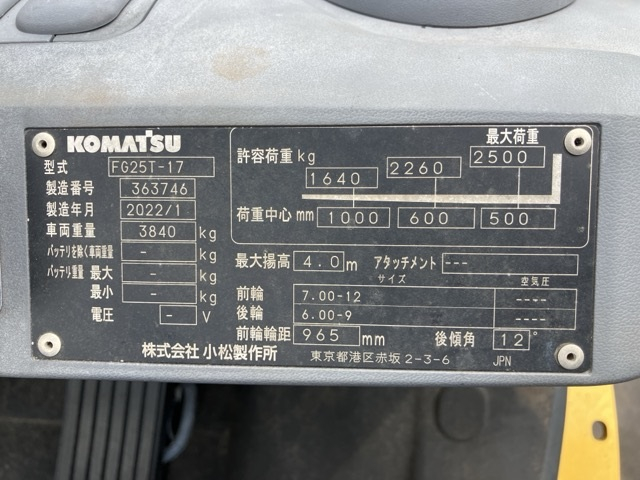 KOMATSU
型式 FG25T-17
製造番号 363746
製造年月 2022/1
車両重量 3840 kg
バッテリを除く車両重量 - kg
バッテリ重量 最大 - kg
最小 - kg
電圧 - V
最大荷重
許容荷重 kg 1640 2260 2500
荷重中心 mm 1000 600 500
最大揚高 4.0 m アタッチメント ---
サイズ 空気圧
前輪 7.00-12 ----
後輪 6.00-9 ----
前輪輪距 965 mm 後傾角 12°
株式会社 小松製作所 東京都港区赤坂2-3-6 JPN